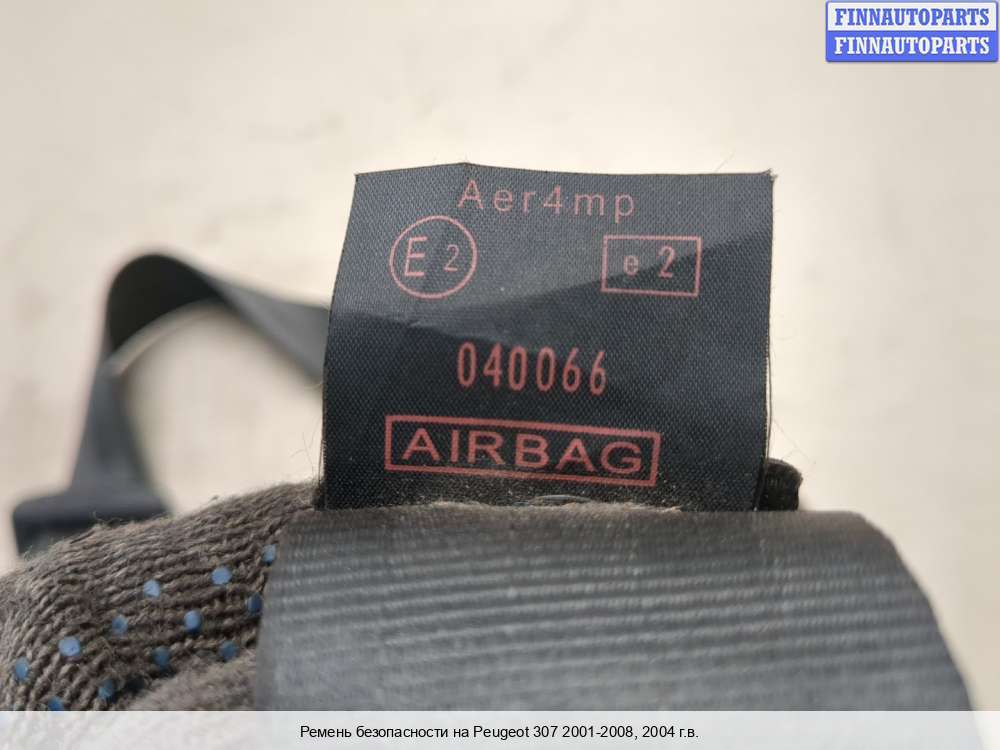 FINNAUTOPARTS
FINNAUTOPARTS
Aer4mp
E 2
e 2
040066
AIRBAG
Ремень безопасности на Peugeot 307 2001-2008, 2004 г.в.